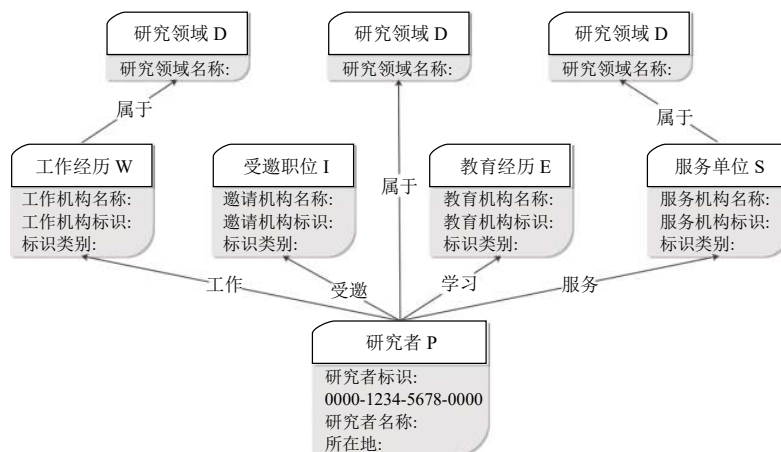 研究领域 D
研究领域名称:
研究领域 D
研究领域名称:
研究领域 D
研究领域名称:
属于
属于
属于
工作经历 W
工作机构名称:
工作机构标识:
标识类别:
受邀职位 I
邀请机构名称:
邀请机构标识:
标识类别:
教育经历 E
教育机构名称:
教育机构标识:
标识类别:
服务单位 S
服务机构名称:
服务机构标识:
标识类别:
工作
受邀
学习
服务
研究者 P
研究者标识:
0000-1234-5678-0000
研究者名称:
所在地: